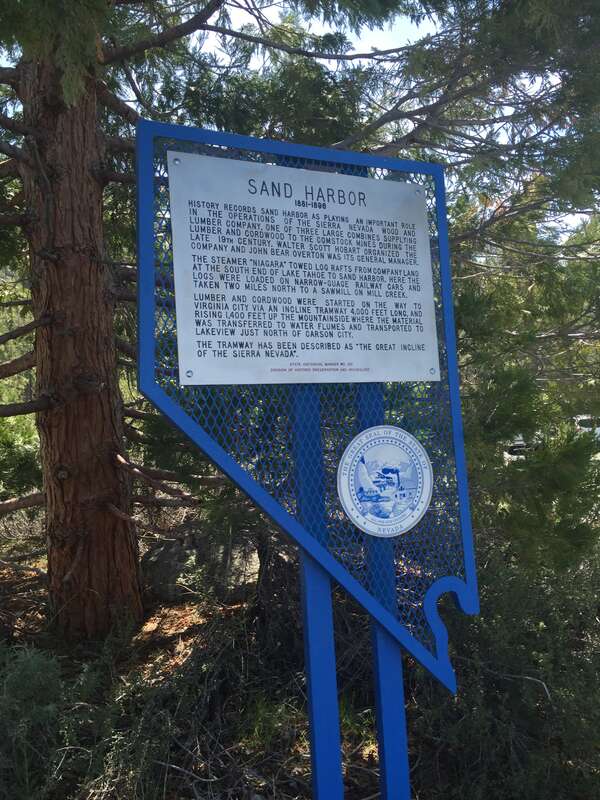 SAND HARBOR
1881-1896
HISTORY RECORDS SAND HARBOR AS PLAYING AN IMPORTANT ROLE
IN THE OPERATIONS OF THE SIERRA NEVADA WOOD AND
LUMBER COMPANY, ONE OF THREE LARGE COMBINES SUPPLYING
LUMBER AND CORDWOOD TO THE COMSTOCK MINES DURING THE
LATE 19TH CENTURY. WALTER SCOTT HOBART ORGANIZED THE
COMPANY AND JOHN BEAR OVERTON WAS ITS GENERAL MANAGER.
THE STEAMER "NIAGARA" TOWED LOG RAFTS FROM COMPANY LAND
AT THE SOUTH END OF LAKE TAHOE TO SAND HARBOR. HERE THE
LOGS WERE LOADED ON NARROW-GUAGE RAILWAY CARS AND
TAKEN TWO MILES NORTH TO A SAWMILL ON MILL CREEK.
LUMBER AND CORDWOOD WERE STARTED ON THE WAY TO
VIRGINIA CITY VIA AN INCLINE TRAMWAY 4,000 FEET LONG, AND
RISING 1,400 FEET UP THE MOUNTAINSIDE WHERE THE MATERIAL
WAS TRANSFERRED TO WATER FLUMES AND TRANSPORTED TO
LAKEVIEW JUST NORTH OF CARSON CITY.
THE TRAMWAY HAS BEEN DESCRIBED AS "THE GREAT INCLINE
OF THE SIERRA NEVADA".
STATE HISTORICAL MARKER NO.
DIVISION OF HISTORIC PRESERVATION AND ARCHEOLOGY
THE GREAT SEAL OF THE STATE OF
NEVADA